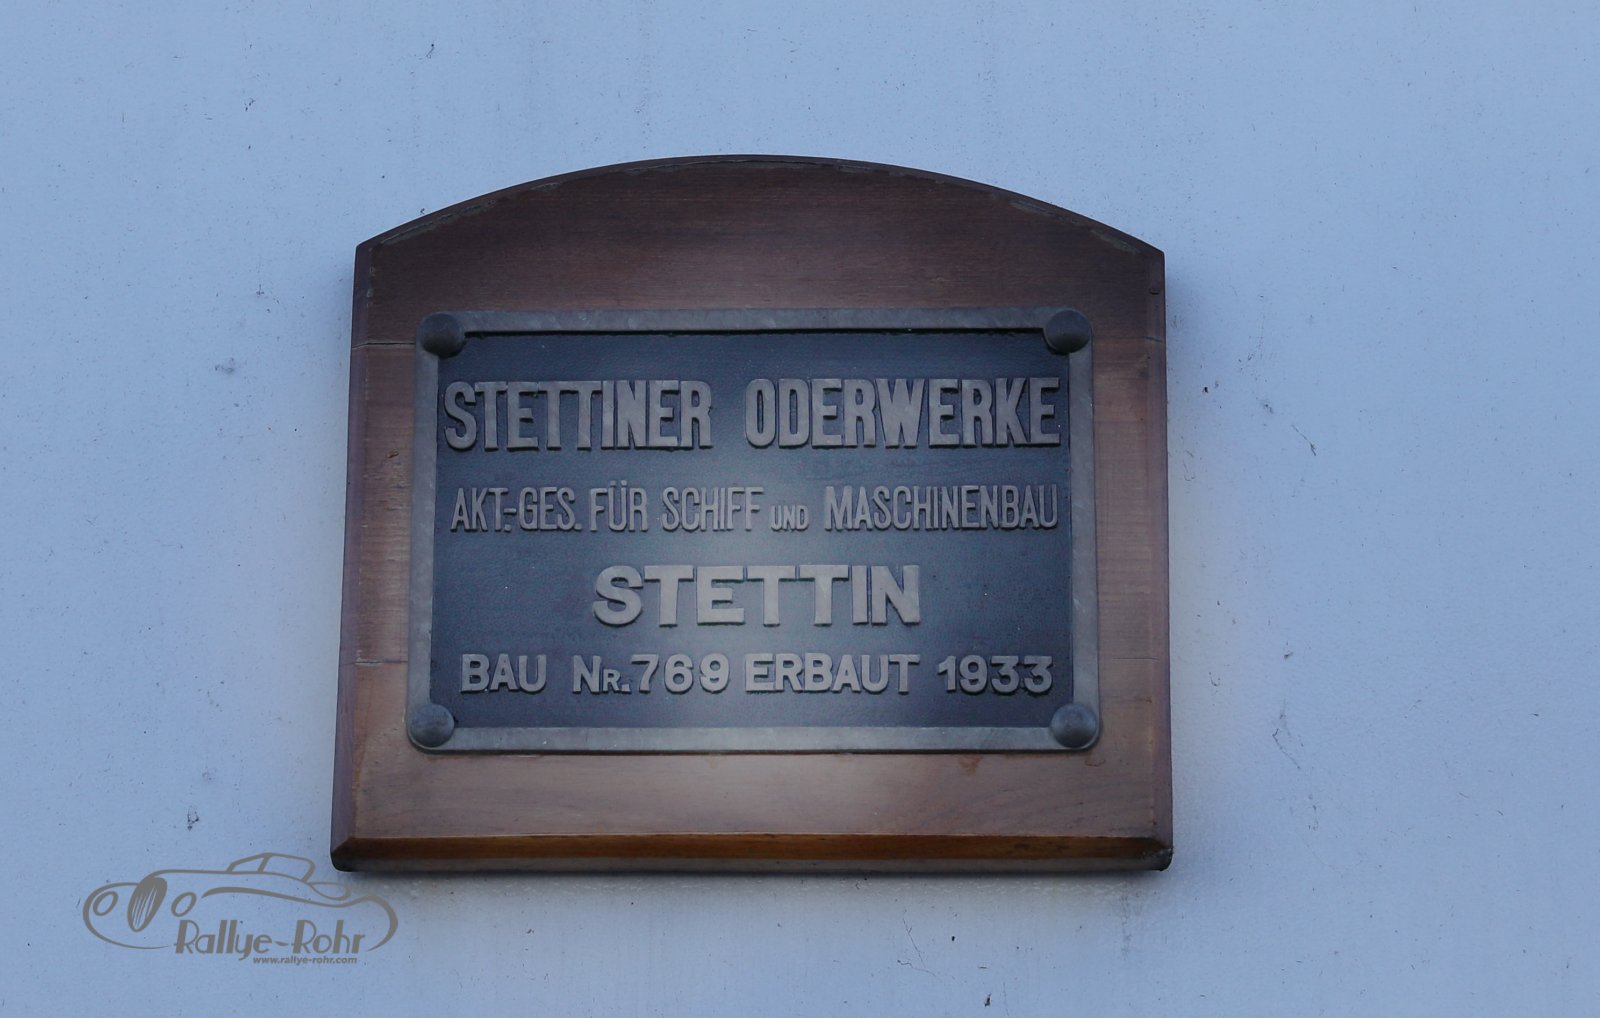 STETTINER ODERWERKE
AKT.-GES. FÜR SCHIFF UND MASCHINENBAU
STETTIN
BAU NR. 769 ERBAUT 1933
Rallye-Rohr
www.rallye-rohr.com